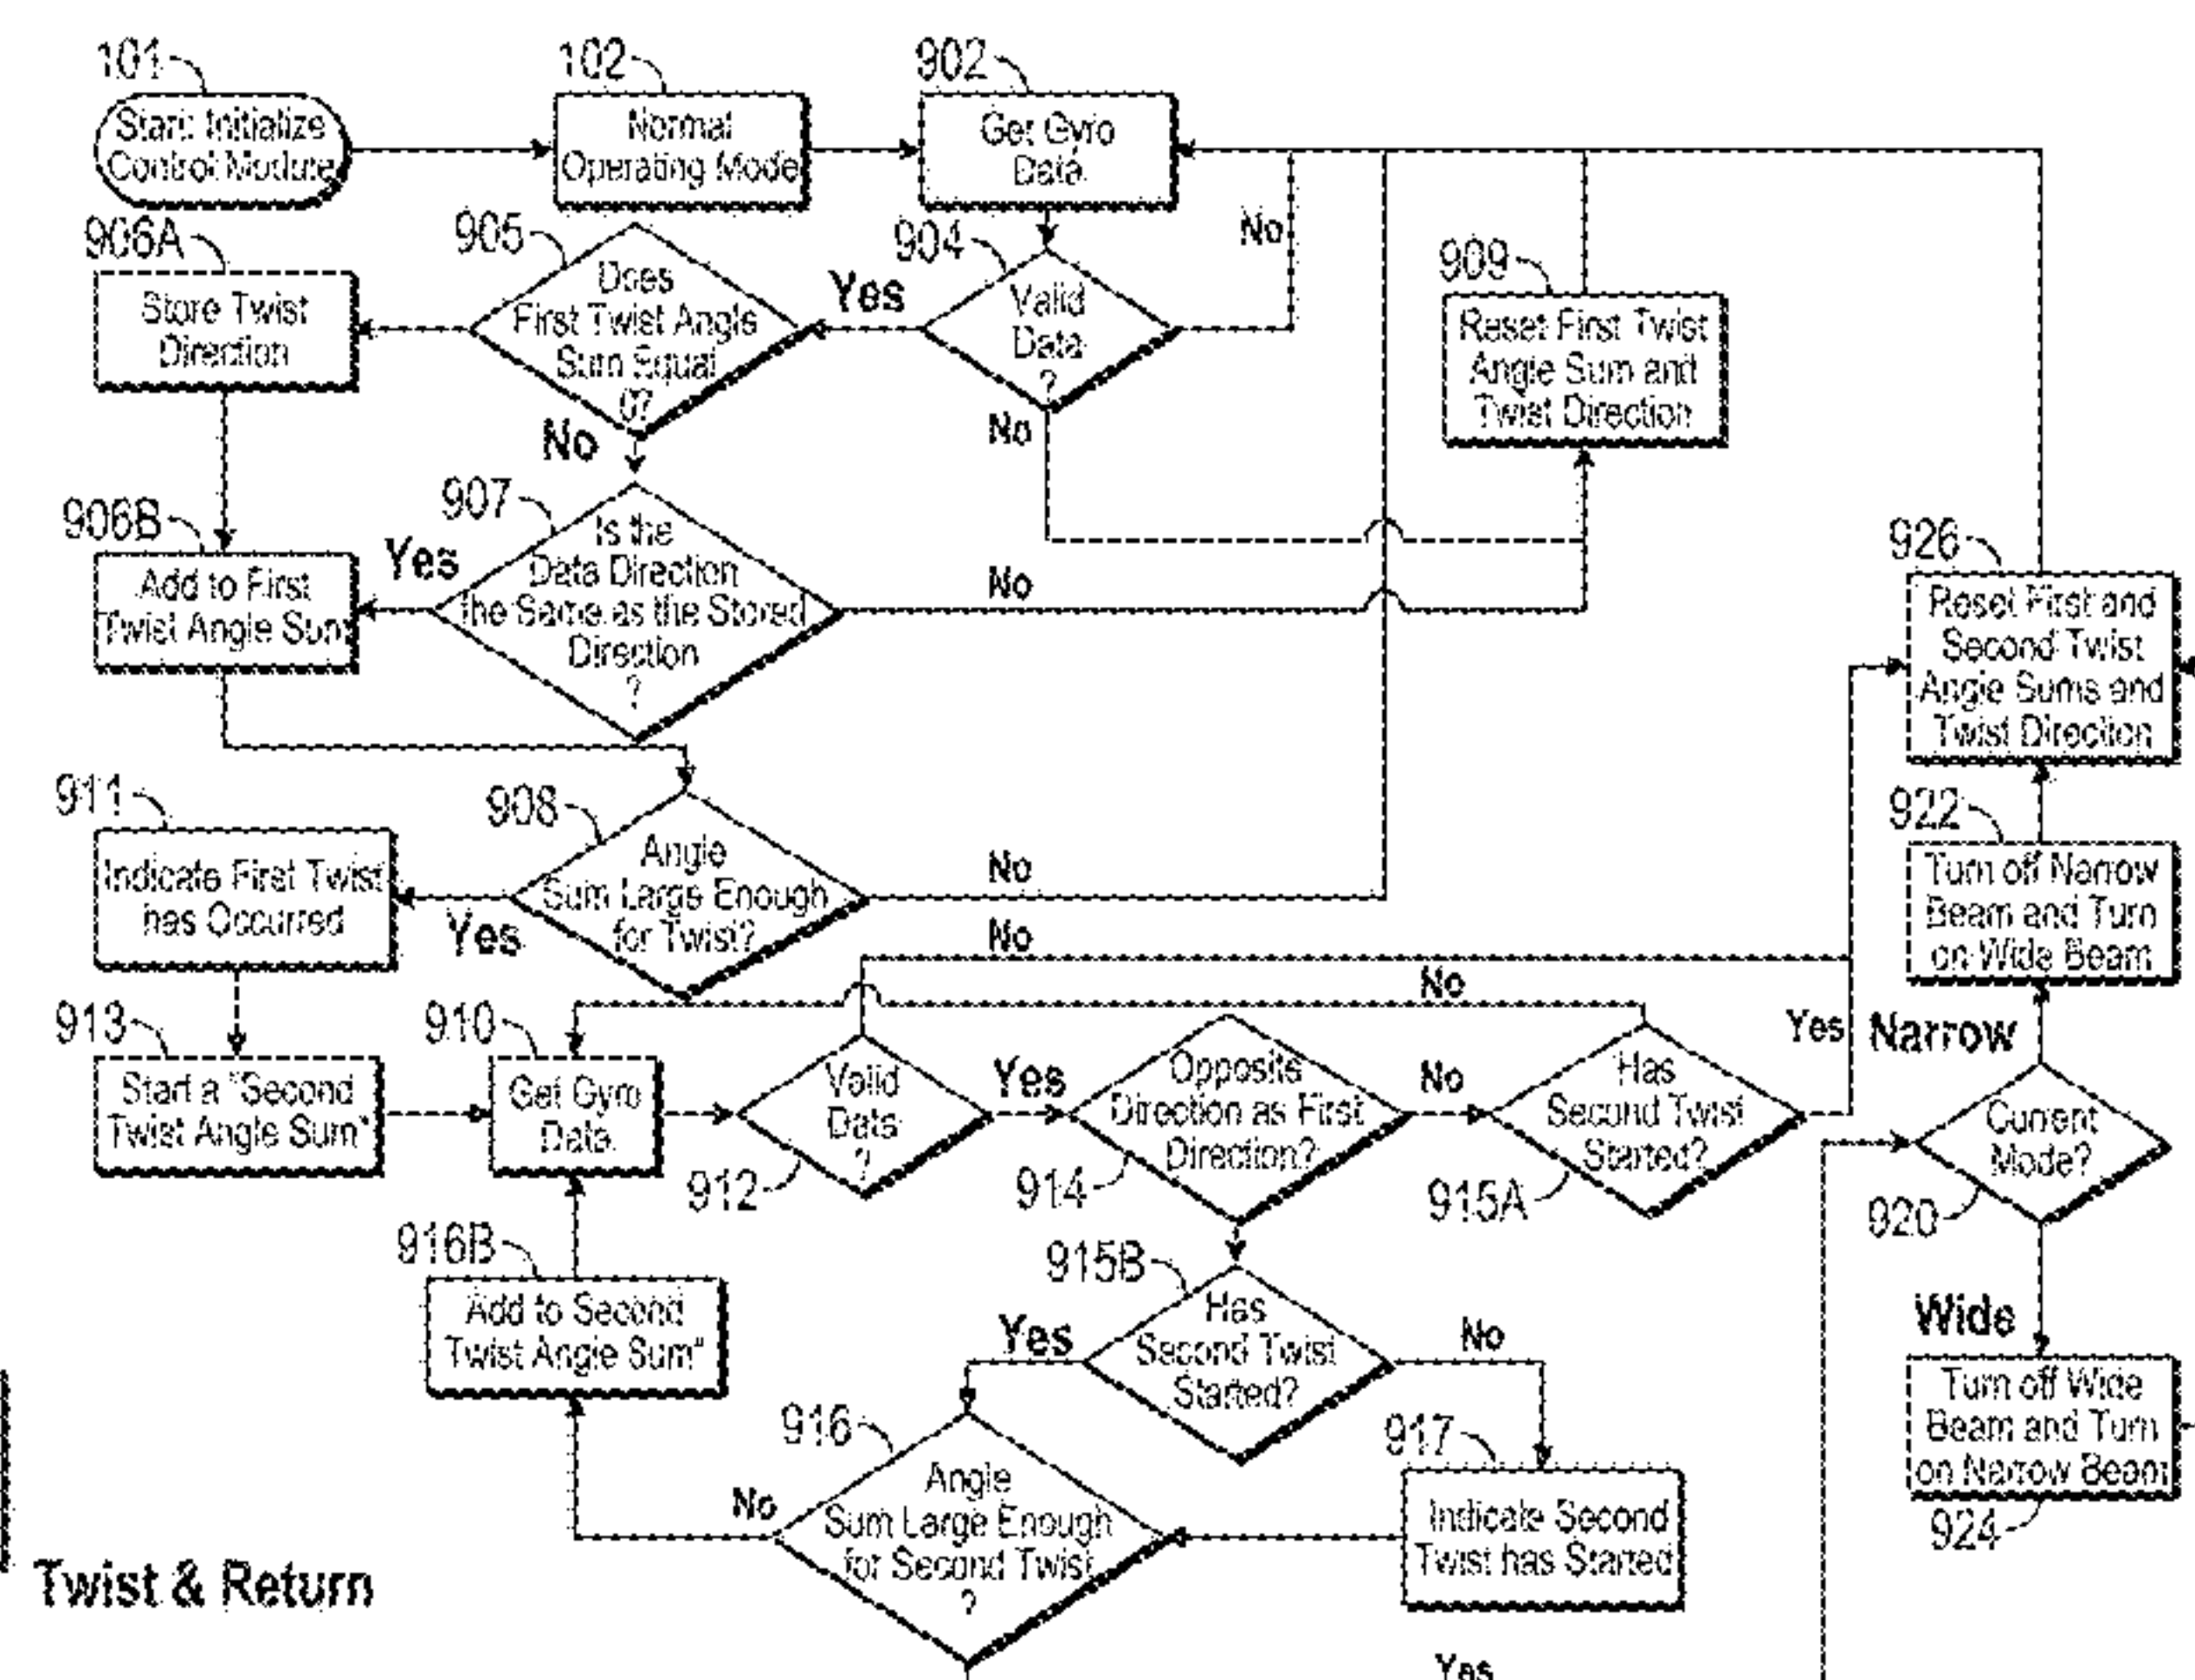 101
Start: Initialize
Control Module
102
Normal
Operating Mode
902
Get Gyro
Data
906A
Store Twist
Direction
905
Does
First Twist Angle
Sum Equal
0?
Yes
904
Valid
Data
?
No
No
No
909
Reset First Twist
Angle Sum and
Twist Direction
906B
Add to First
Twist Angle Sum
Yes
907
Is the
Data Direction
the Same as the Stored
Direction
?
No
926
Reset First and
Second Twist
Angle Sums and
Twist Direction
911
Indicate First Twist
has Occurred
Yes
908
Angle
Sum Large Enough
for Twist?
No
922
Turn off Narrow
Beam and Turn
on Wide Beam
No
No
913
Start a "Second
Twist Angle Sum"
910
Get Gyro
Data
912
Valid
Data
?
Yes
914
Opposite
Direction as First
Direction?
No
915A
Has
Second Twist
Started?
Yes
Narrow
920
Current
Mode?
Wide
916B
Add to Second
Twist Angle Sum"
915B
Has
Second Twist
Started?
Yes
No
924
Turn off Wide
Beam and Turn
on Narrow Beam
916
Angle
Sum Large Enough
for Second Twist
?
No
917
Indicate Second
Twist has Started
Twist & Return
Yes